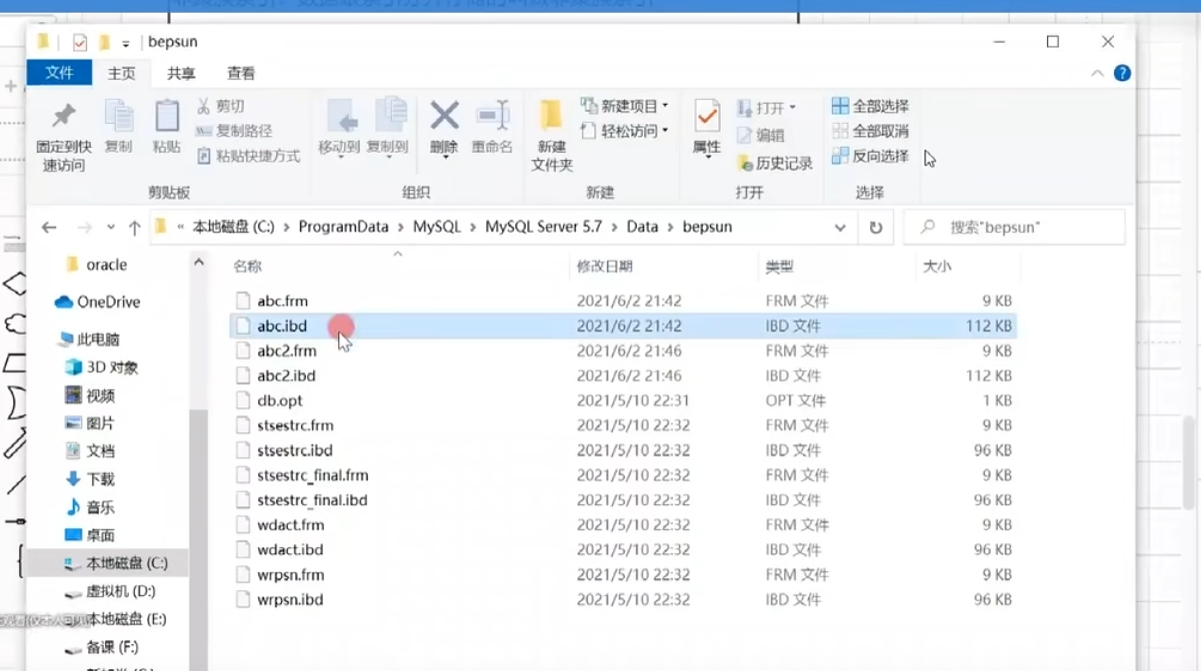 bepsun
文件 主页 共享 查看
固定到快速访问
复制
粘贴
剪切
复制路径
粘贴快捷方式
剪贴板
移动到
复制到
删除
重命名
组织
新建文件夹
新建项目
轻松访问
新建
属性
打开
编辑
历史记录
打开
全部选择
全部取消
反向选择
选择
« 本地磁盘 (C:) > ProgramData > MySQL > MySQL Server 5.7 > Data > bepsun
搜索"bepsun"
oracle
OneDrive
此电脑
3D 对象
视频
图片
文档
下载
音乐
桌面
本地磁盘 (C:)
虚拟机 (D:)
本地磁盘 (E:)
备课 (F:)
名称 修改日期 类型 大小
abc.frm 2021/6/2 21:42 FRM 文件 9 KB
abc.ibd 2021/6/2 21:42 IBD 文件 112 KB
abc2.frm 2021/6/2 21:46 FRM 文件 9 KB
abc2.ibd 2021/6/2 21:46 IBD 文件 112 KB
db.opt 2021/5/10 22:31 OPT 文件 1 KB
stsestrc.frm 2021/5/10 22:32 FRM 文件 9 KB
stsestrc.ibd 2021/5/10 22:32 IBD 文件 96 KB
stsestrc_final.frm 2021/5/10 22:32 FRM 文件 9 KB
stsestrc_final.ibd 2021/5/10 22:32 IBD 文件 96 KB
wdact.frm 2021/5/10 22:32 FRM 文件 9 KB
wdact.ibd 2021/5/10 22:32 IBD 文件 96 KB
wrpsn.frm 2021/5/10 22:32 FRM 文件 9 KB
wrpsn.ibd 2021/5/10 22:32 IBD 文件 96 KB